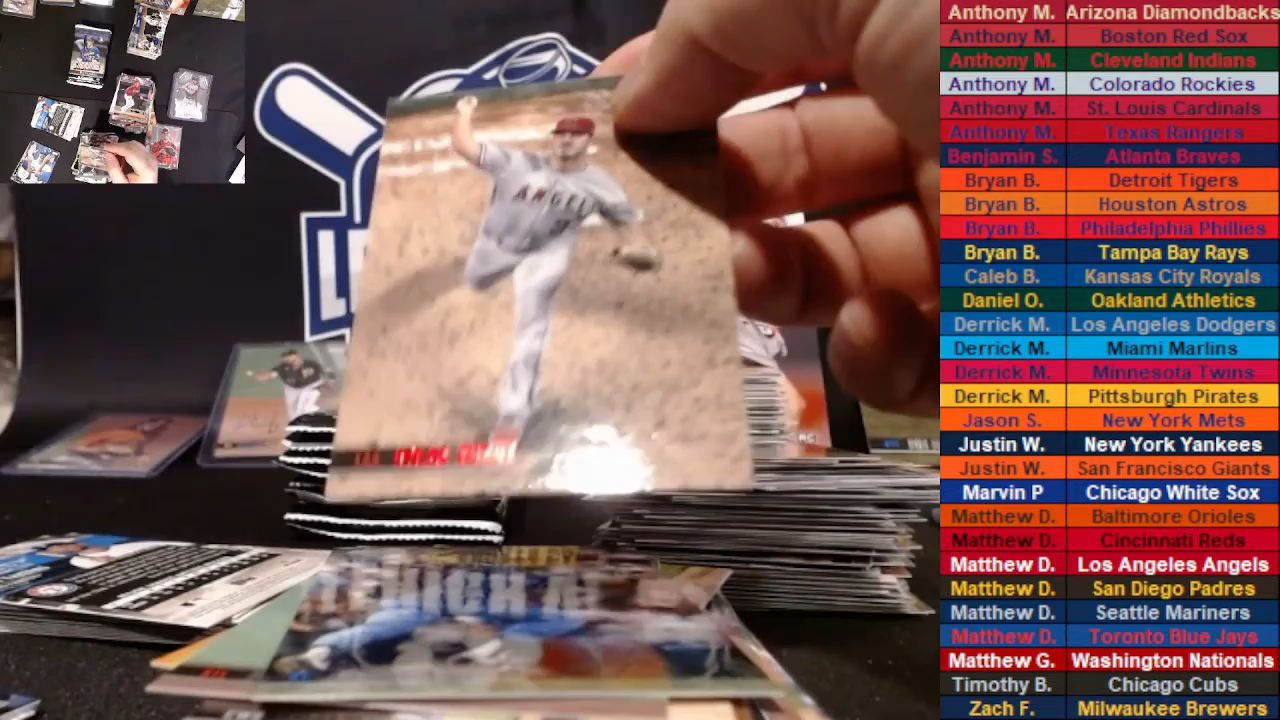 Anthony M. Arizona Diamondbacks
Anthony M. Boston Red Sox
Anthony M. Cleveland Indians
Anthony M. Colorado Rockies
Anthony M. St. Louis Cardinals
Anthony M. Texas Rangers
Benjamin S. Atlanta Braves
Bryan B. Detroit Tigers
Bryan B. Houston Astros
Bryan B. Philadelphia Phillies
Bryan B. Tampa Bay Rays
Caleb B. Kansas City Royals
Daniel O. Oakland Athletics
Derrick M. Los Angeles Dodgers
Derrick M. Miami Marlins
Derrick M. Minnesota Twins
Derrick M. Pittsburgh Pirates
Jason S. New York Mets
Justin W. New York Yankees
Justin W. San Francisco Giants
Marvin P Chicago White Sox
Matthew D. Baltimore Orioles
Matthew D. Cincinnati Reds
Matthew D. Los Angeles Angels
Matthew D. San Diego Padres
Matthew D. Seattle Mariners
Matthew D. Toronto Blue Jays
Matthew G. Washington Nationals
Timothy B. Chicago Cubs
Zach F. Milwaukee Brewers
ANGEL